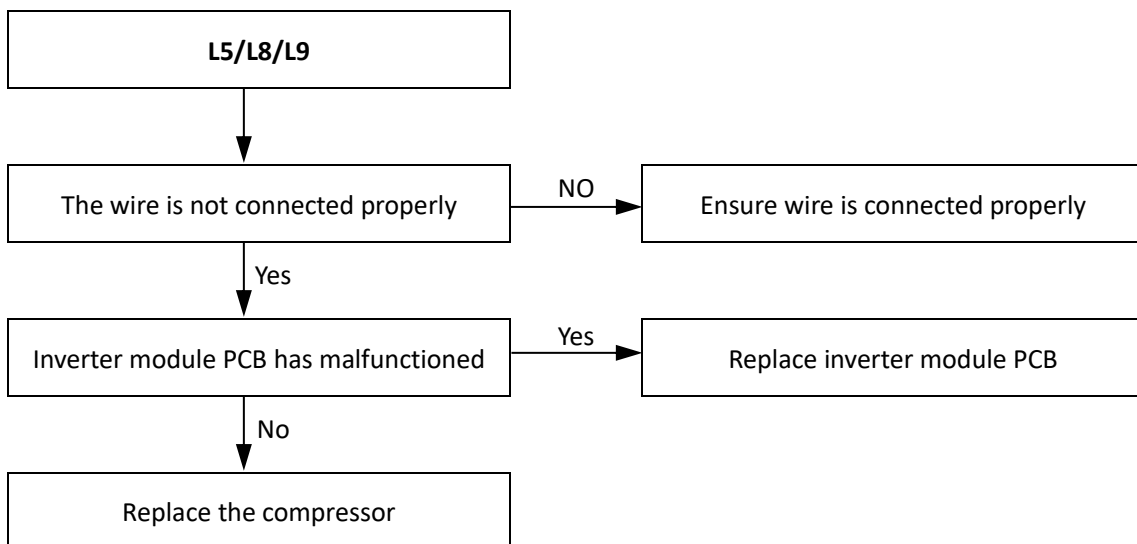 L5/L8/L9
The wire is not connected properly
NO
Ensure wire is connected properly
Yes
Inverter module PCB has malfunctioned
Yes
Replace inverter module PCB
No
Replace the compressor